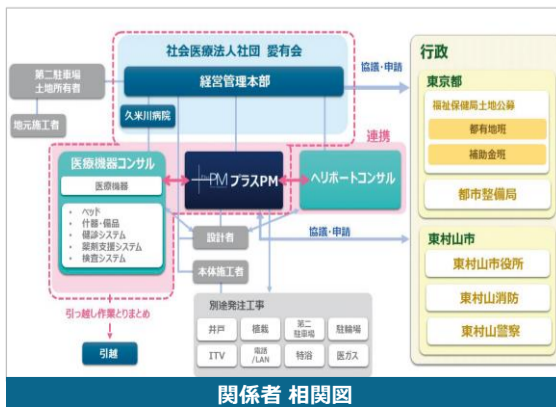 社会医療法人社団 愛有会
経営管理本部
久米川病院
第二駐車場
土地所有者
地元施工者
協議・申請
行政
東京都
福祉保健局土地公募
都有地班
補助金班
都市整備局
連携
医療機器コンサル
医療機器
・ ベッド
・ 什器・備品
・ 健診システム
・ 薬剤支援システム
・ 検査システム
PM プラスPM
ヘリポートコンサル
設計者
本体施工者
協議・申請
東村山市
東村山市役所
東村山消防
東村山警察
別途発注工事
井戸
植栽
第二
駐車場
駐輪場
ITV
電話
/LAN
特浴
医ガス
引っ越し作業とりまとめ
引越
関係者 相関図